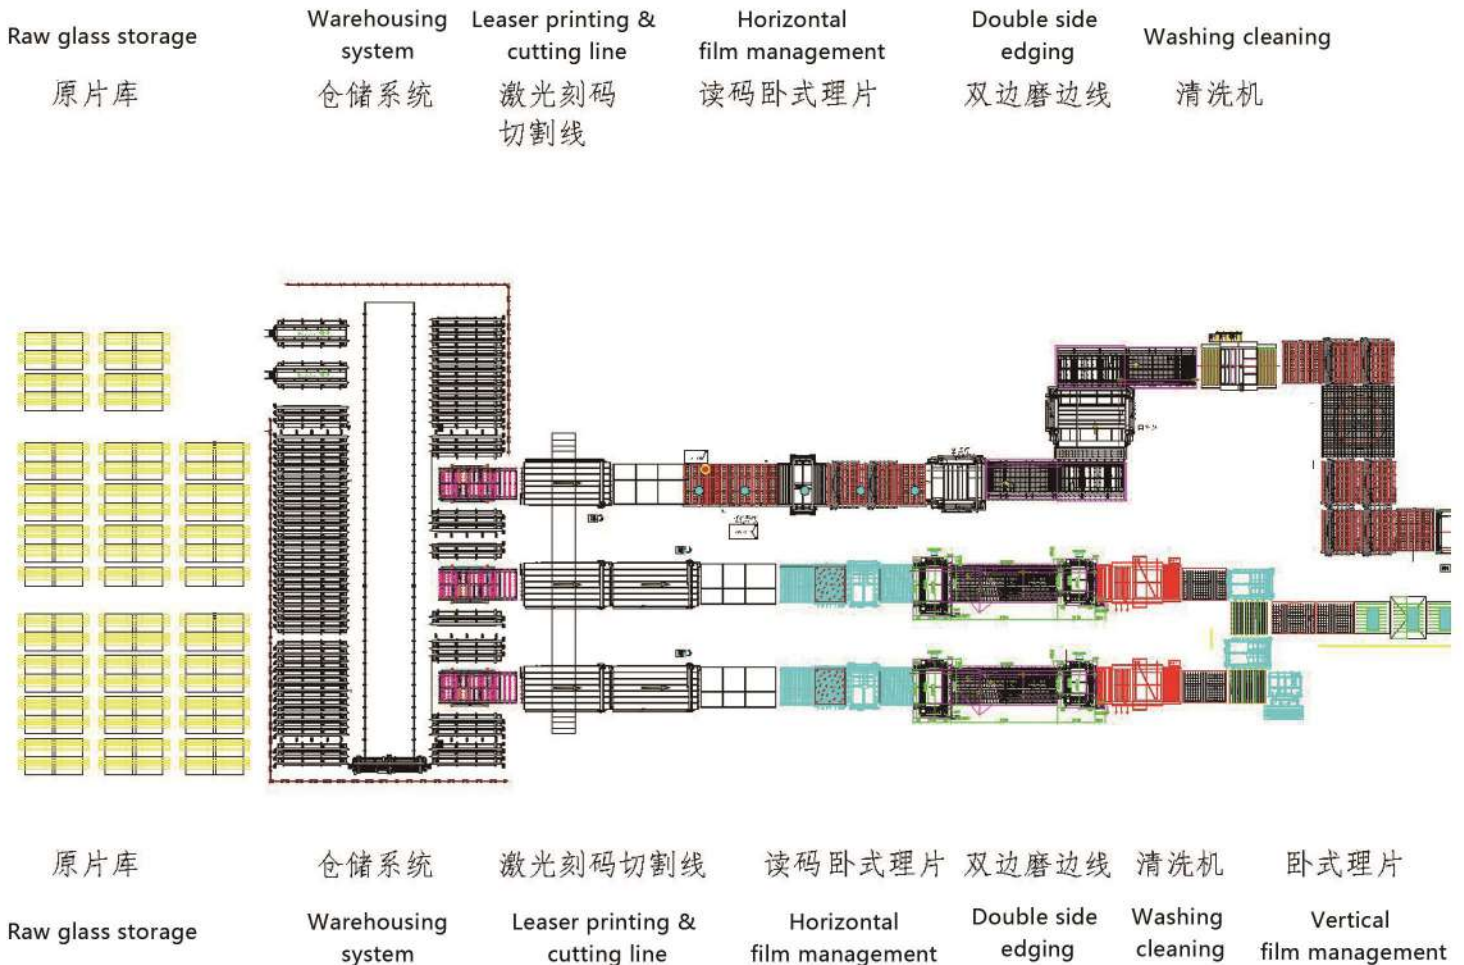 Raw glass storage
Warehousing
system
Leaser printing &
cutting line
Horizontal
film management
Double side
edging
Washing cleaning
原片库
仓储系统
激光刻码
切割线
读码卧式理片
双边磨边线
清洗机
原片库
仓储系统
激光刻码切割线
读码卧式理片
双边磨边线
清洗机
卧式理片
Raw glass storage
Warehousing
system
Leaser printing &
cutting line
Horizontal
film management
Double side
edging
Washing
cleaning
Vertical
film management